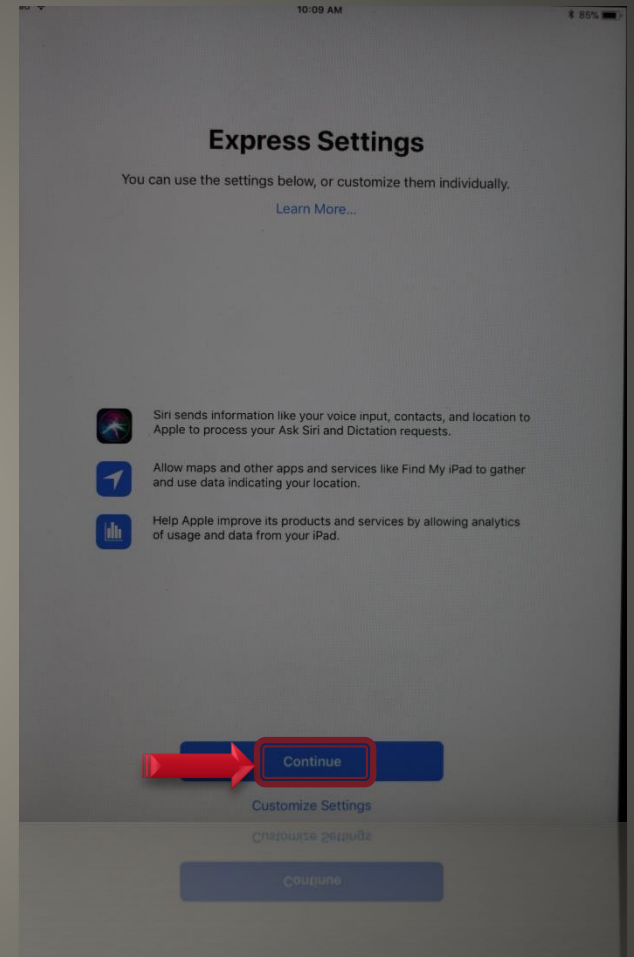 10:09 AM
85%
Express Settings
You can use the settings below, or customize them individually.
Learn More...
Siri sends information like your voice input, contacts, and location to
Apple to process your Ask Siri and Dictation requests.
Allow maps and other apps and services like Find My iPad to gather
and use data indicating your location.
Help Apple improve its products and services by allowing analytics
of usage and data from your iPad.
Continue
Customize Settings